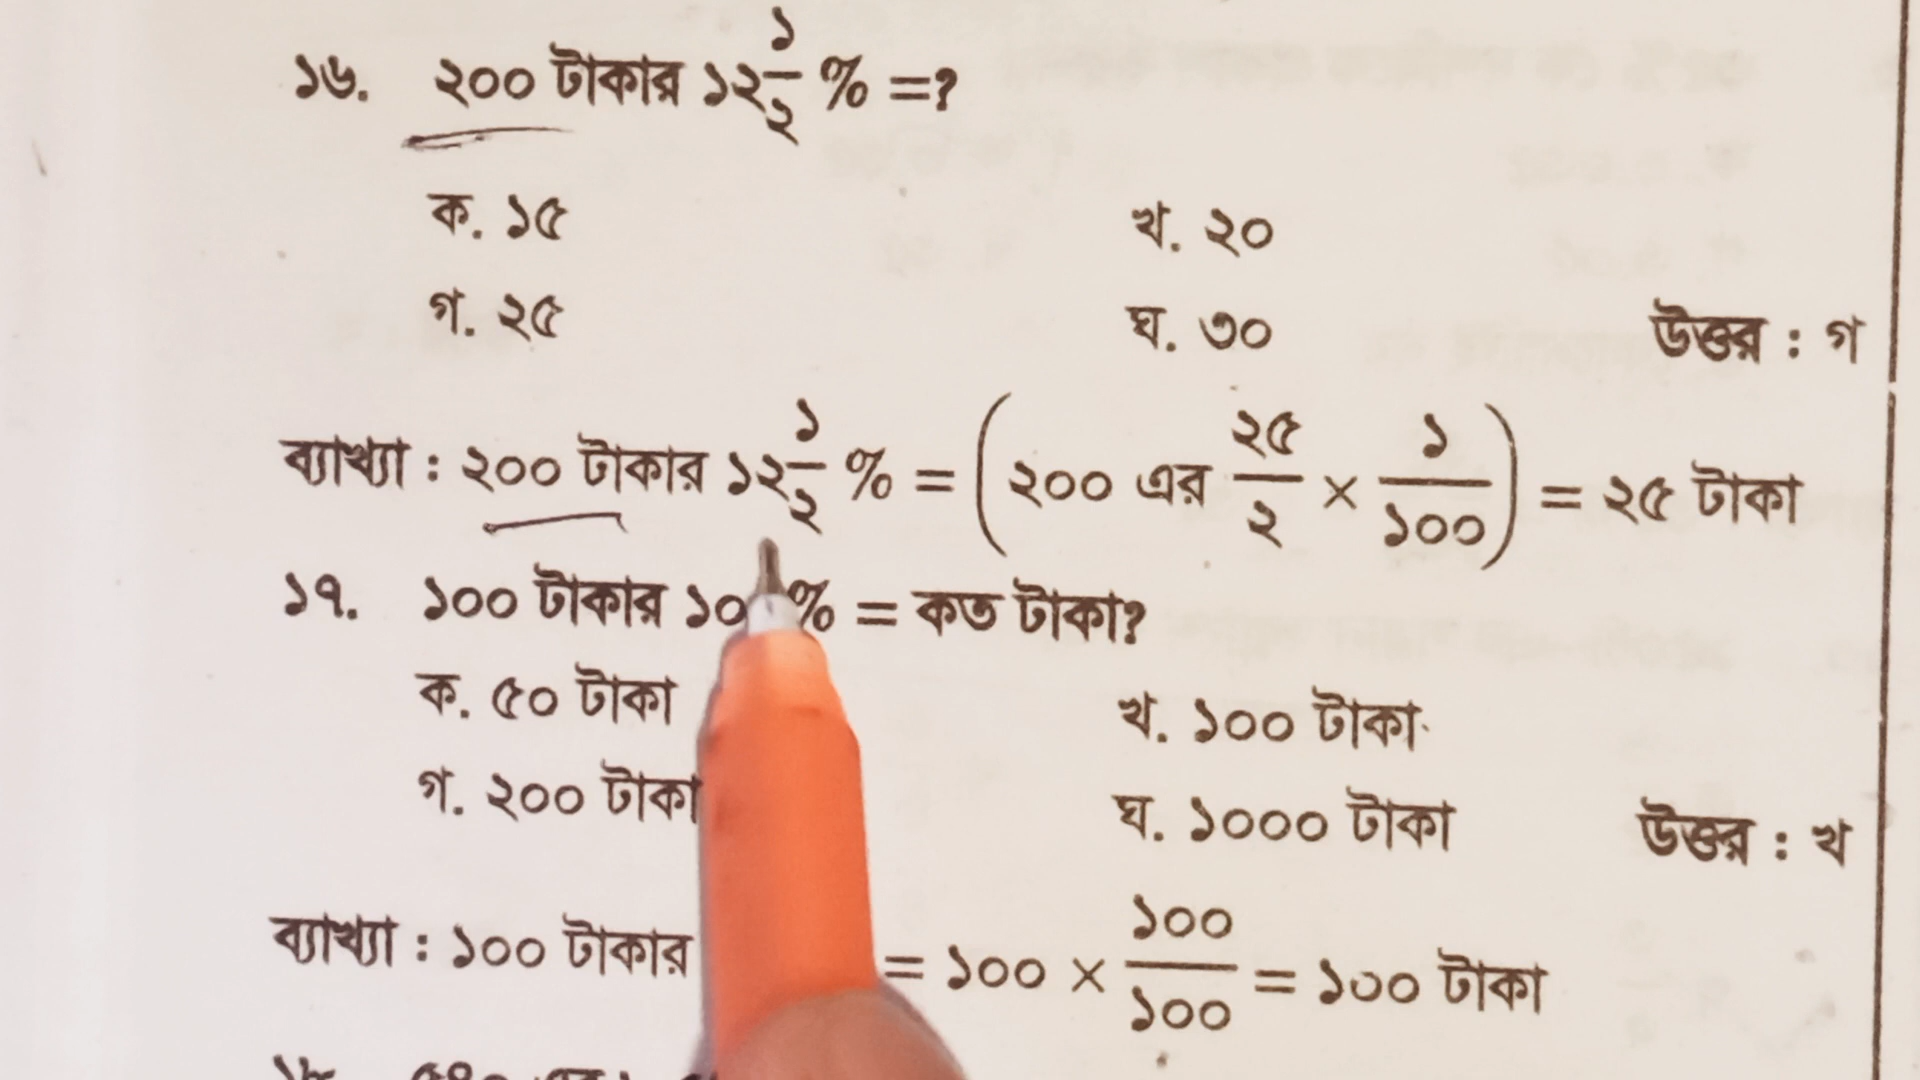 ১৬. ২০০ টাকার ১২১/২ % =?
ক. ১৫ খ. ২০
গ. ২৫ ঘ. ৩০ উত্তর : গ
ব্যাখ্যা : ২০০ টাকার ১২১/২ % = (২০০ এর ২৫/২ × ১/১০০) = ২৫ টাকা
১৭. ১০০ টাকার % = কত টাকা?
ক. ৫০ টাকা খ. ১০০ টাকা
গ. ২০০ টাকা ঘ. ১০০০ টাকা উত্তর : খ
ব্যাখ্যা : ১০০ টাকার = ১০০ × ১০০/১০০ = ১০০ টাকা